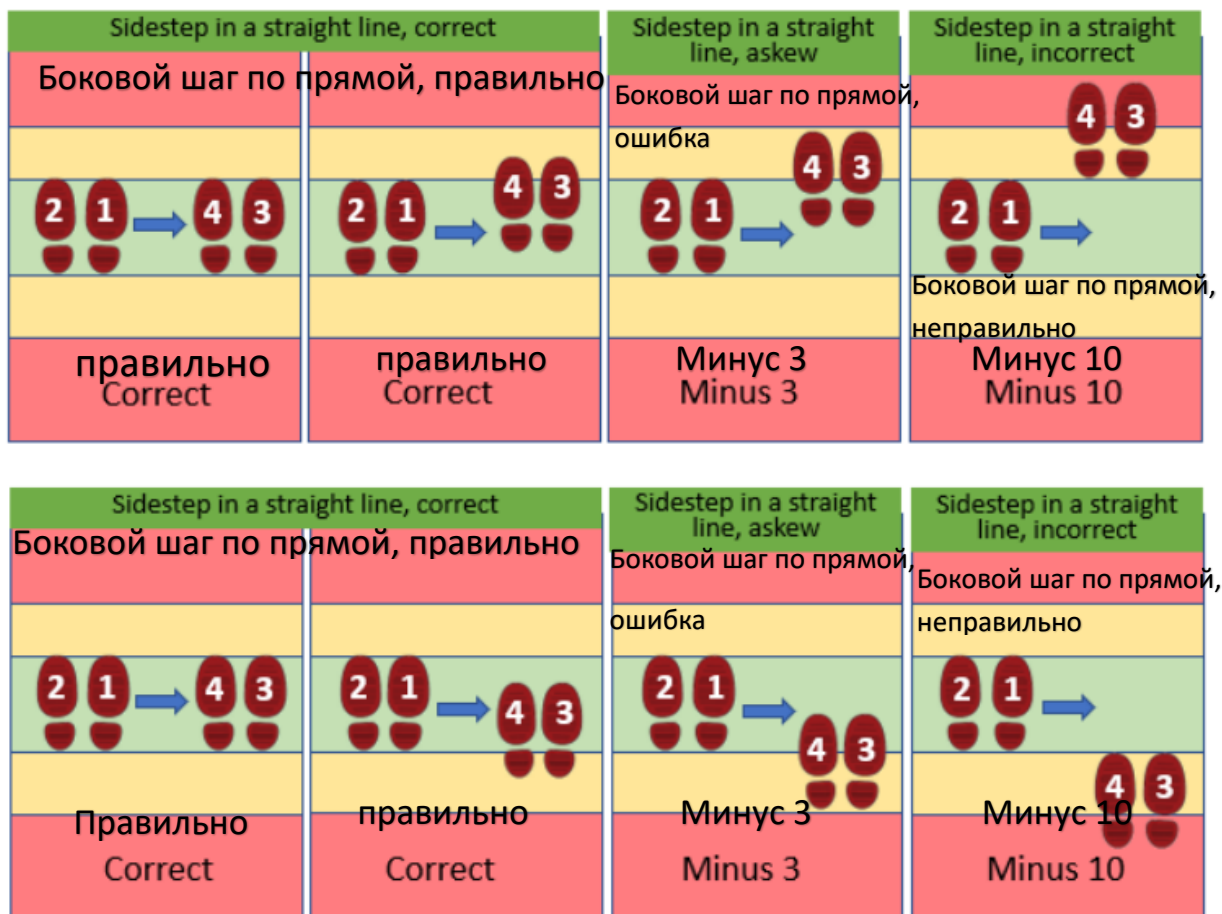 Sidestep in a straight line, correct
Sidestep in a straight
line, askew
Sidestep in a straight
line, incorrect
Боковой шаг по прямой, правильно
Боковой шаг по прямой,
ошибка
4 3
4 3
4 3
2 1 4 3
2 1
2 1
2 1
Боковой шаг по прямой,
неправильно
правильно
правильно
Минус 3
Минус 10
Correct
Correct
Minus 3
Minus 10
Sidestep in a straight line, correct
Sidestep in a straight
line, askew
Sidestep in a straight
line, incorrect
Боковой шаг по прямой, правильно
Боковой шаг по прямой,
ошибка
Боковой шаг по прямой,
неправильно
2 1 4 3
2 1 4 3
2 1 4 3
2 1 4 3
Правильно
правильно
Минус 3
Минус 10
Correct
Correct
Minus 3
Minus 10